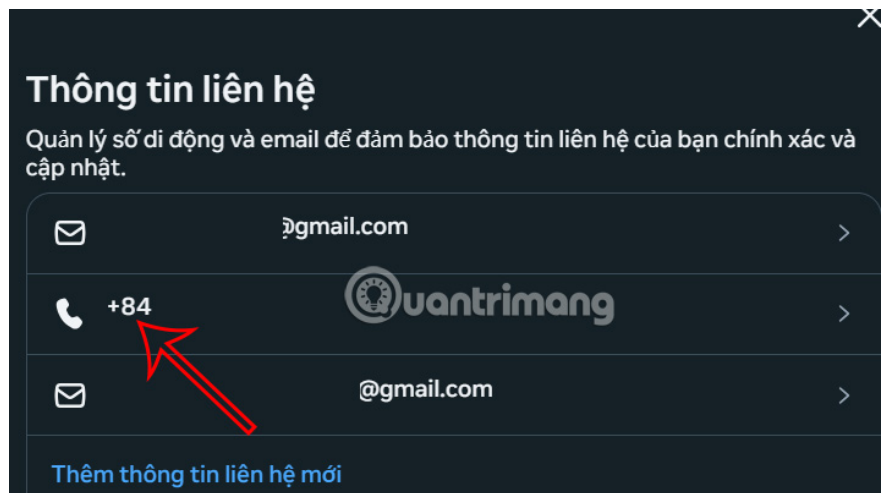 Thông tin liên hệ
Quản lý số di động và email để đảm bảo thông tin liên hệ của bạn chính xác và
cập nhật.
@gmail.com
+84
Quantrimang
@gmail.com
Thêm thông tin liên hệ mới